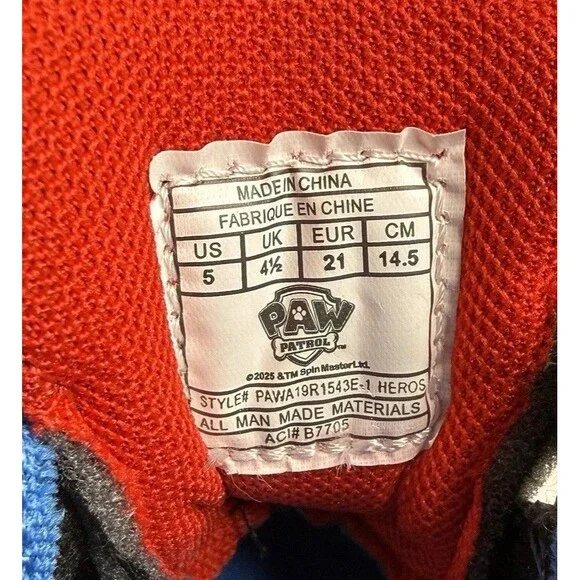 MADE IN CHINA
FABRIQUE EN CHINE
US UK EUR CM
5 4½ 21 14.5
PAW
PATROL™
©2025 &TM Spin Master Ltd.
STYLE# PAWA19R1543E-1 HEROS
ALL MAN MADE MATERIALS
ACI# B7705